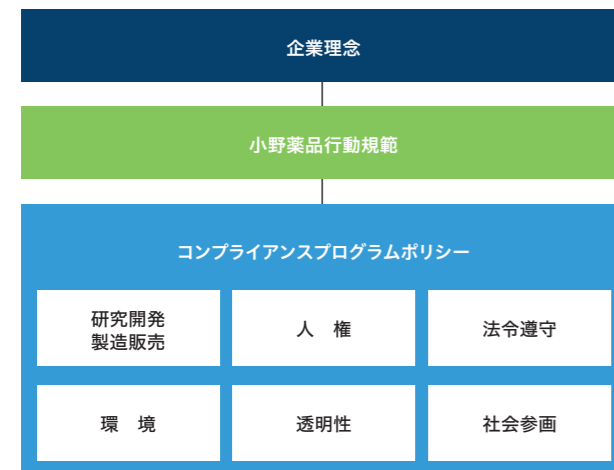 企業理念
小野薬品行動規範
コンプライアンスプログラムポリシー
研究開発
製造販売
人　権
法令遵守
環　境
透明性
社会参画